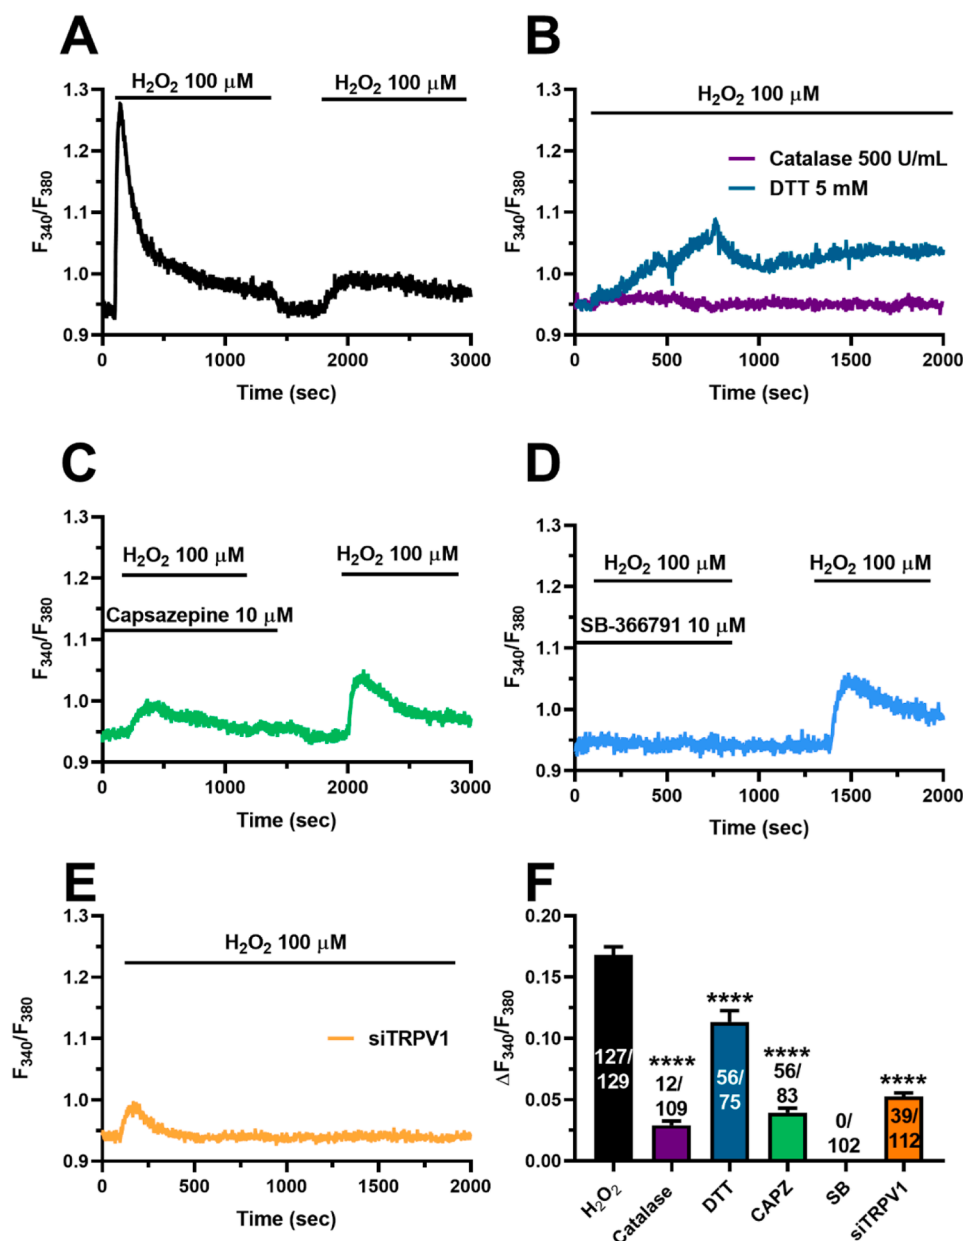 A
H₂O₂ 100 μM
H₂O₂ 100 μM
1.3
1.2
1.1
1.0
0.9
F₃₄₀/F₃₈₀
0
1000
2000
3000
Time (sec)
B
H₂O₂ 100 μM
Catalase 500 U/mL
DTT 5 mM
1.3
1.2
1.1
1.0
0.9
F₃₄₀/F₃₈₀
0
500
1000
1500
2000
Time (sec)
C
H₂O₂ 100 μM
H₂O₂ 100 μM
Capsazepine 10 μM
1.3
1.2
1.1
1.0
0.9
F₃₄₀/F₃₈₀
0
1000
2000
3000
Time (sec)
D
H₂O₂ 100 μM
H₂O₂ 100 μM
SB-366791 10 μM
1.3
1.2
1.1
1.0
0.9
F₃₄₀/F₃₈₀
0
500
1000
1500
2000
Time (sec)
E
H₂O₂ 100 μM
siTRPV1
1.3
1.2
1.1
1.0
0.9
F₃₄₀/F₃₈₀
0
500
1000
1500
2000
Time (sec)
F
0.20
0.15
0.10
0.05
0.00
ΔF₃₄₀/F₃₈₀
127/
129
****
12/
109
****
56/
75
****
56/
83
0/
102
****
39/
112
H₂O₂
Catalase
DTT
CAPZ
SB
siTRPV1